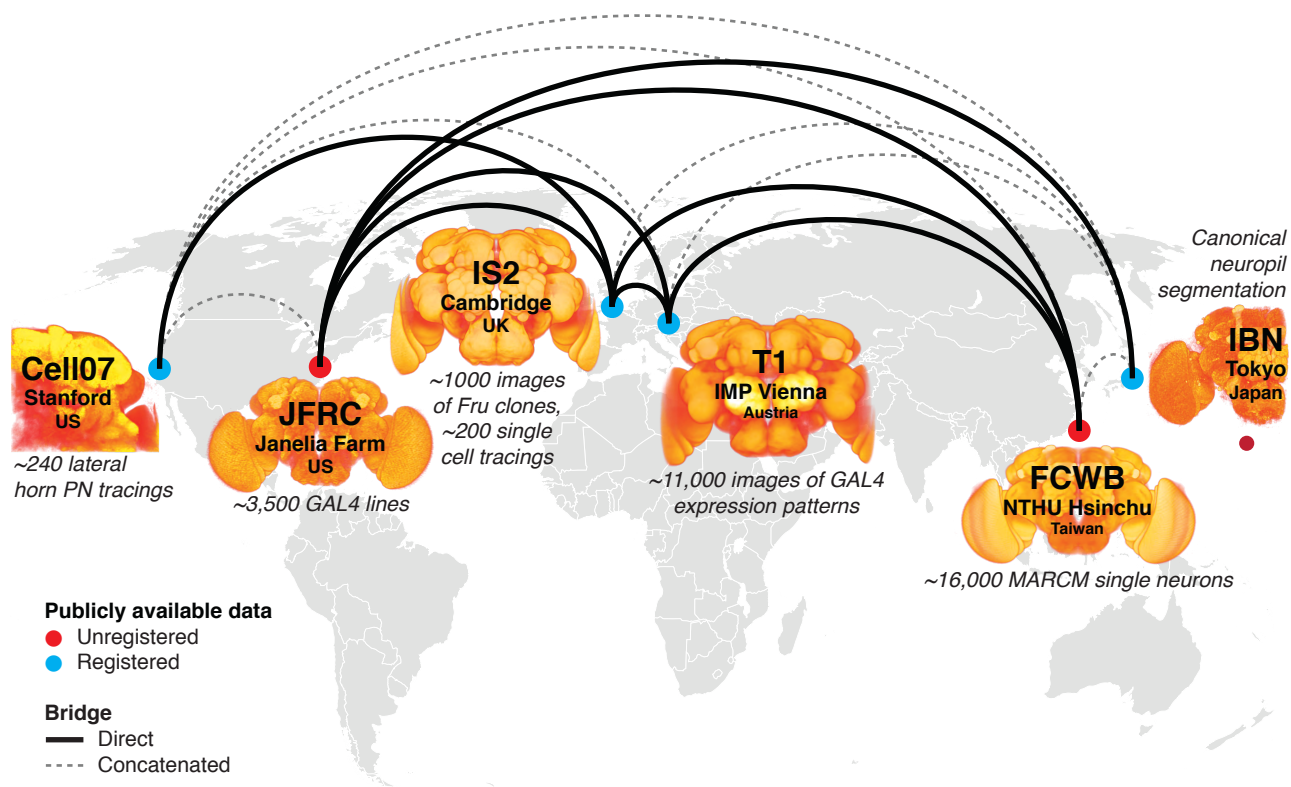 Cell07
Stanford
US
~240 lateral
horn PN tracings
JFRC
Janelia Farm
US
~3,500 GAL4 lines
IS2
Cambridge
UK
~1000 images
of Fru clones,
~200 single
cell tracings
T1
IMP Vienna
Austria
~11,000 images of GAL4
expression patterns
FCWB
NTHU Hsinchu
Taiwan
~16,000 MARCM single neurons
Canonical
neuropil
segmentation
IBN
Tokyo
Japan
Publicly available data
Unregistered
Registered
Bridge
Direct
Concatenated